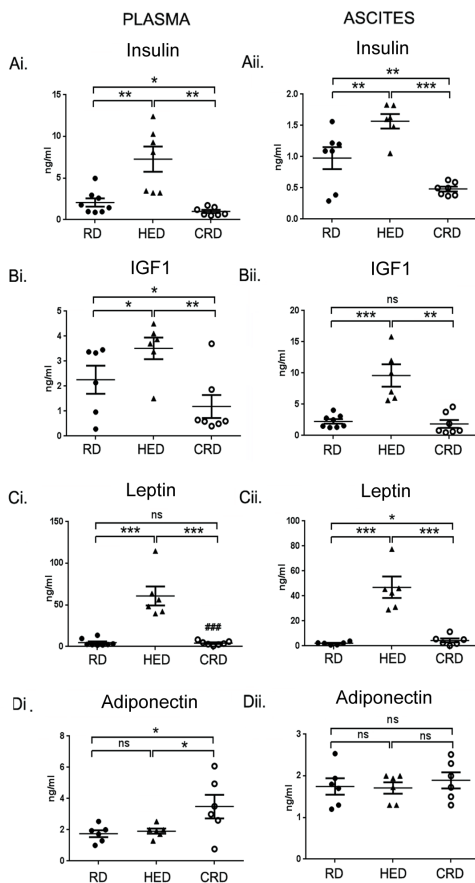 PLASMA ASCITES
Ai. Insulin Aii. Insulin
* **
** ** ** ***
15 2.0
10 1.5
1.0
5 0.5
0 0.0
ng/ml ng/ml
RD HED CRD RD HED CRD
Bi. IGF1 Bii. IGF1
* ns
* ** *** **
5 20
4 15
3
2 10
1 5
0 0
ng/ml ng/ml
RD HED CRD RD HED CRD
Ci. Leptin Cii. Leptin
ns *
*** *** *** ***
150 100
80
100 60
50 40
20
0 0
ng/ml ng/ml
###
RD HED CRD RD HED CRD
Di. Adiponectin Dii. Adiponectin
* ns
ns * ns ns
8 3
6 2
4
2 1
0 0
ng/ml ng/ml
RD HED CRD RD HED CRD